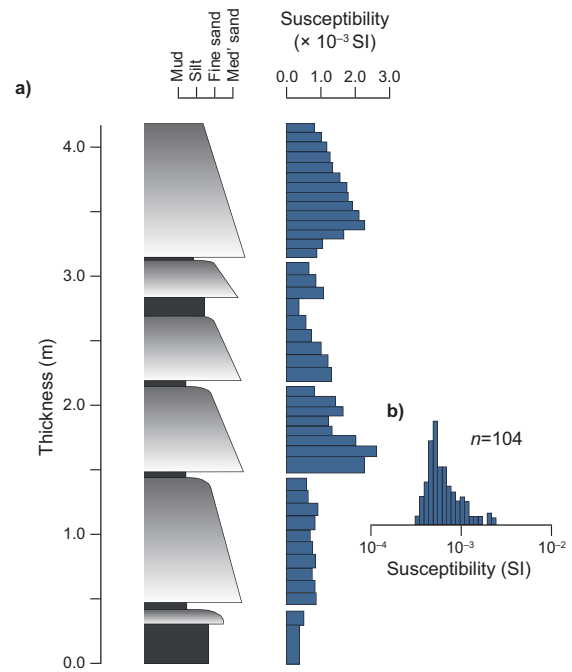 a)
Mud
Silt
Fine sand
Med' sand
Susceptibility
(× 10⁻³ SI)
0.0 1.0 2.0 3.0
Thickness (m)
4.0
3.0
2.0
1.0
0.0
b)
n=104
10⁻⁴ 10⁻³ 10⁻²
Susceptibility (SI)